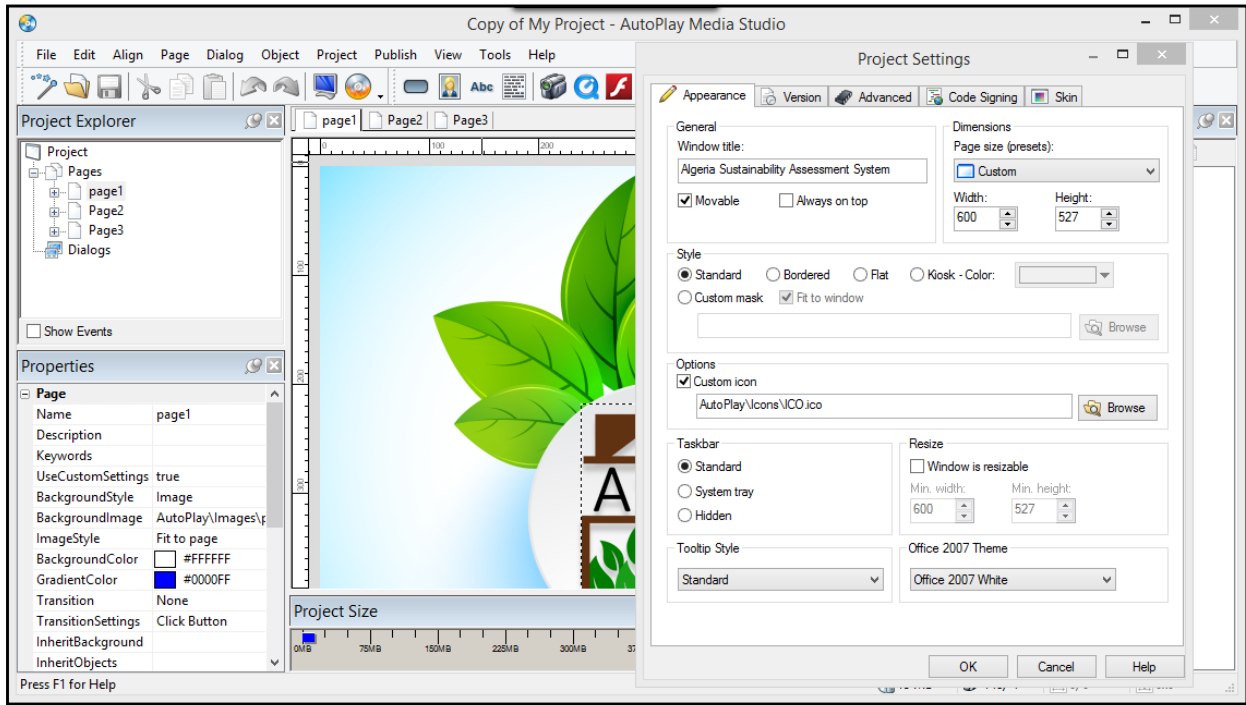 Copy of My Project - AutoPlay Media Studio
File Edit Align Page Dialog Object Project Publish View Tools Help
Abc
Project Explorer
Project
Pages
page1
Page2
Page3
Dialogs
Show Events
Properties
Page
Name page1
Description
Keywords
UseCustomSettings true
BackgroundStyle Image
BackgroundImage AutoPlay\Images\p
ImageStyle Fit to page
BackgroundColor #FFFFFF
GradientColor #0000FF
Transition None
TransitionSettings Click Button
InheritBackground
InheritObjects
Press F1 for Help
page1 Page2 Page3
0 100 200
100
A
Project Size
0MB 75MB 150MB 225MB 300MB 37
Project Settings
Appearance Version Advanced Code Signing Skin
General
Window title:
Algeria Sustainability Assessment System
Movable Always on top
Dimensions
Page size (presets):
Custom
Width: Height:
600 527
Style
Standard Bordered Flat Kiosk - Color:
Custom mask Fit to window
Browse
Options
Custom icon
AutoPlay\Icons\ICO.ico
Browse
Taskbar
Standard
System tray
Hidden
Resize
Window is resizable
Min. width: Min. height:
600 527
Tooltip Style
Standard
Office 2007 Theme
Office 2007 White
OK Cancel Help